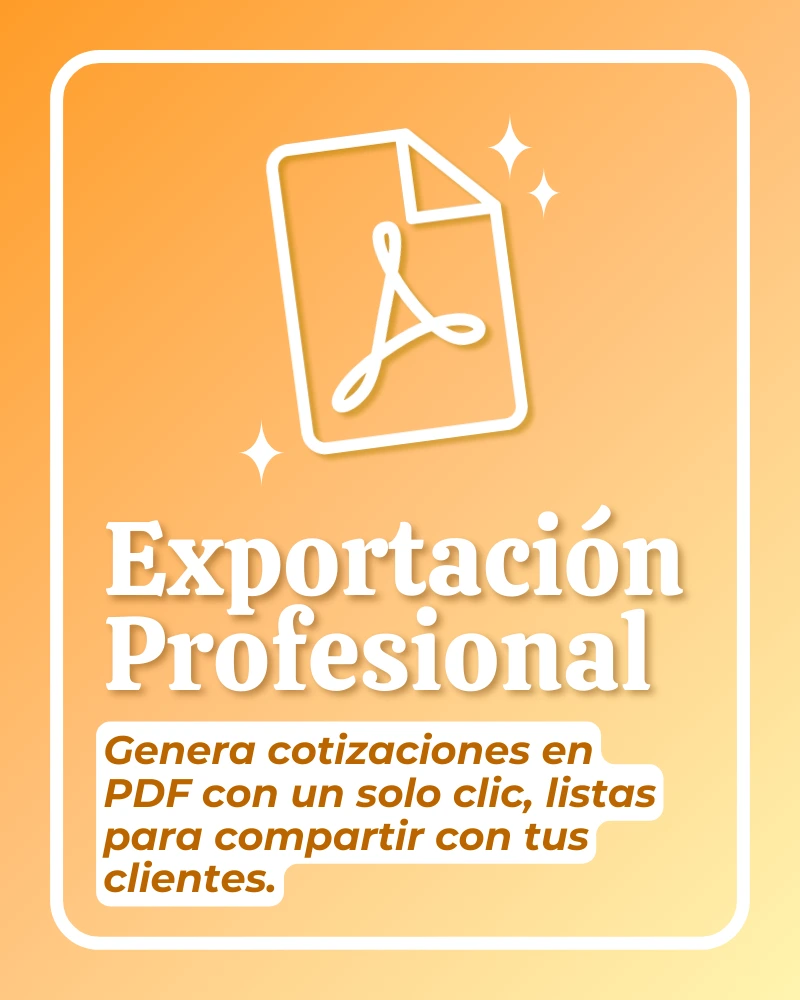 Exportación
Profesional
Genera cotizaciones en
PDF con un solo clic, listas
para compartir con tus
clientes.